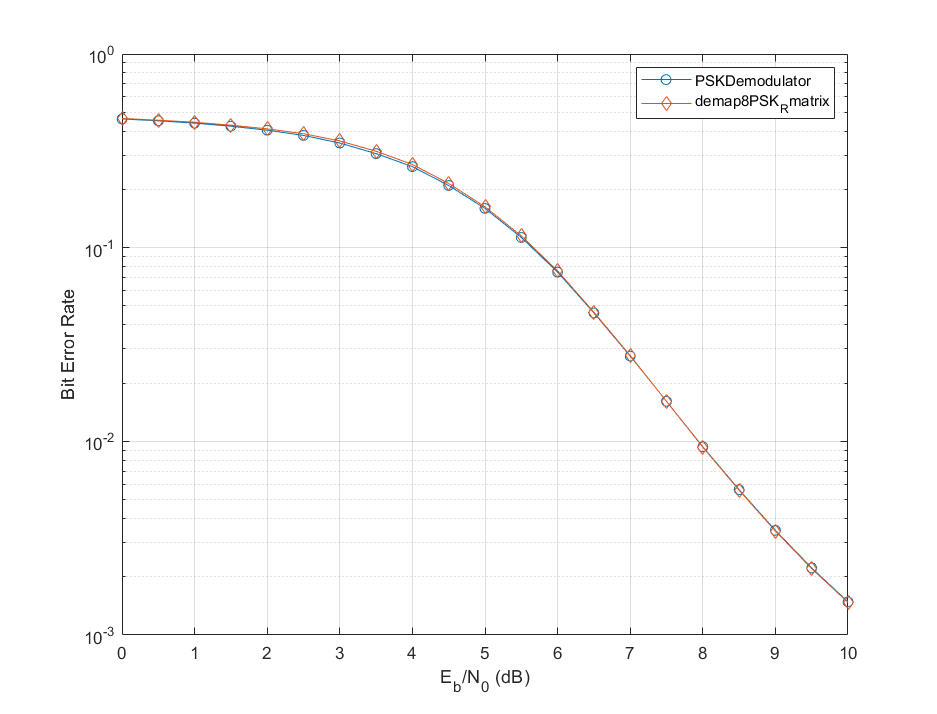 10^0
PSKDemodulator
demap8PSK_Rmatrix
10^-1
Bit Error Rate
10^-2
10^-3
0 1 2 3 4 5 6 7 8 9 10
E_b/N_0 (dB)